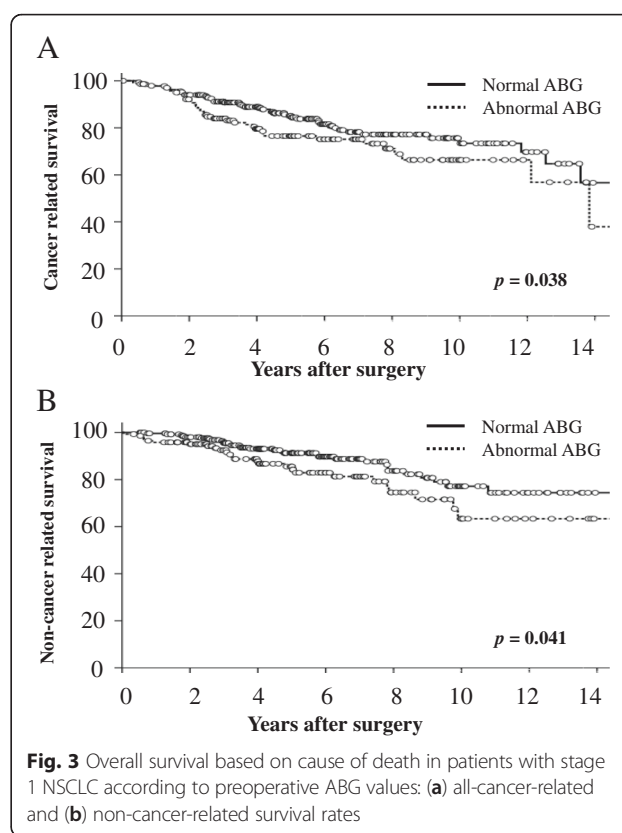 A
100
80
60
40
20
0
Cancer related survival
Normal ABG
Abnormal ABG
p = 0.038
0 2 4 6 8 10 12 14
Years after surgery
B
100
80
60
40
20
0
Non-cancer related survival
Normal ABG
Abnormal ABG
p = 0.041
0 2 4 6 8 10 12 14
Years after surgery
Fig. 3 Overall survival based on cause of death in patients with stage
1 NSCLC according to preoperative ABG values: (a) all-cancer-related
and (b) non-cancer-related survival rates